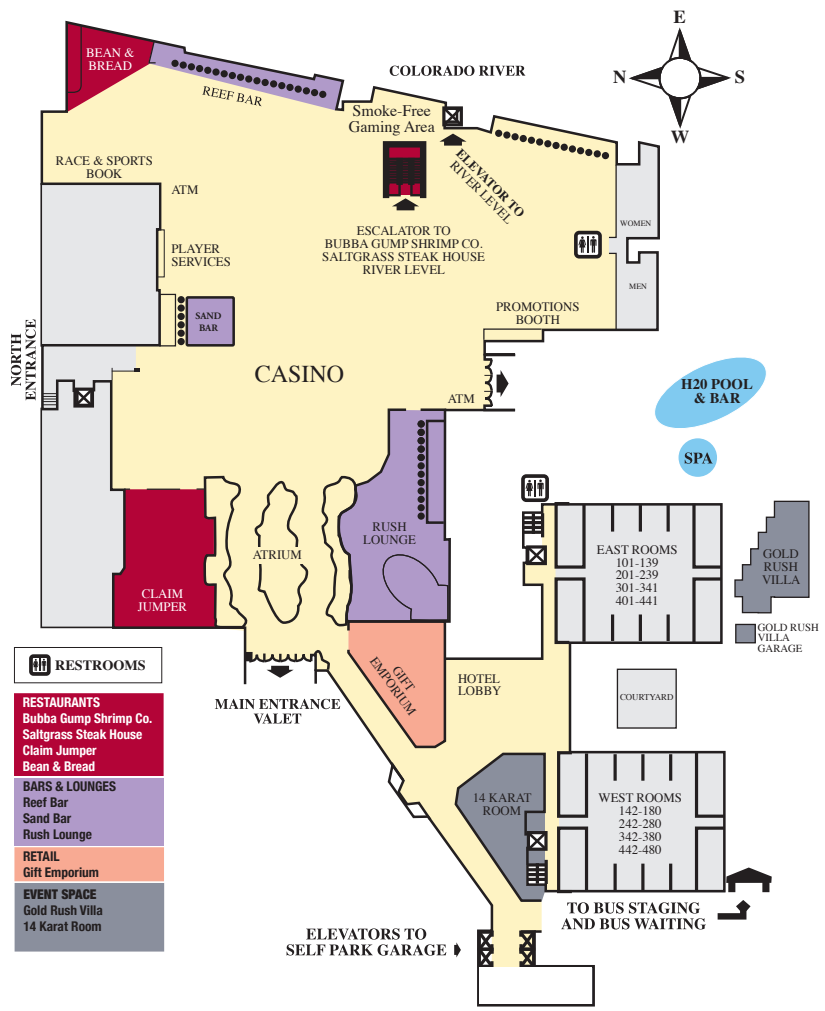 E
N
S
W
COLORADO RIVER
BEAN &
BREAD
REEF BAR
Smoke-Free
Gaming Area
ELEVATOR TO
RIVER LEVEL
RACE & SPORTS
BOOK
ATM
PLAYER
SERVICES
ESCALATOR TO
BUBBA GUMP SHRIMP CO.
SALTGRASS STEAK HOUSE
RIVER LEVEL
WOMEN
MEN
SAND
BAR
PROMOTIONS
BOOTH
NORTH
ENTRANCE
CASINO
ATM
H20 POOL
& BAR
SPA
RUSH
LOUNGE
ATRIUM
CLAIM
JUMPER
EAST ROOMS
101-139
201-239
301-341
401-441
GOLD
RUSH
VILLA
GOLD RUSH
VILLA
GARAGE
RESTROOMS
GIFT
EMPORIUM
HOTEL
LOBBY
COURTYARD
MAIN ENTRANCE
VALET
RESTAURANTS
Bubba Gump Shrimp Co.
Saltgrass Steak House
Claim Jumper
Bean & Bread
BARS & LOUNGES
Reef Bar
Sand Bar
Rush Lounge
RETAIL
Gift Emporium
EVENT SPACE
Gold Rush Villa
14 Karat Room
14 KARAT
ROOM
WEST ROOMS
142-180
242-280
342-380
442-480
TO BUS STAGING
AND BUS WAITING
ELEVATORS TO
SELF PARK GARAGE